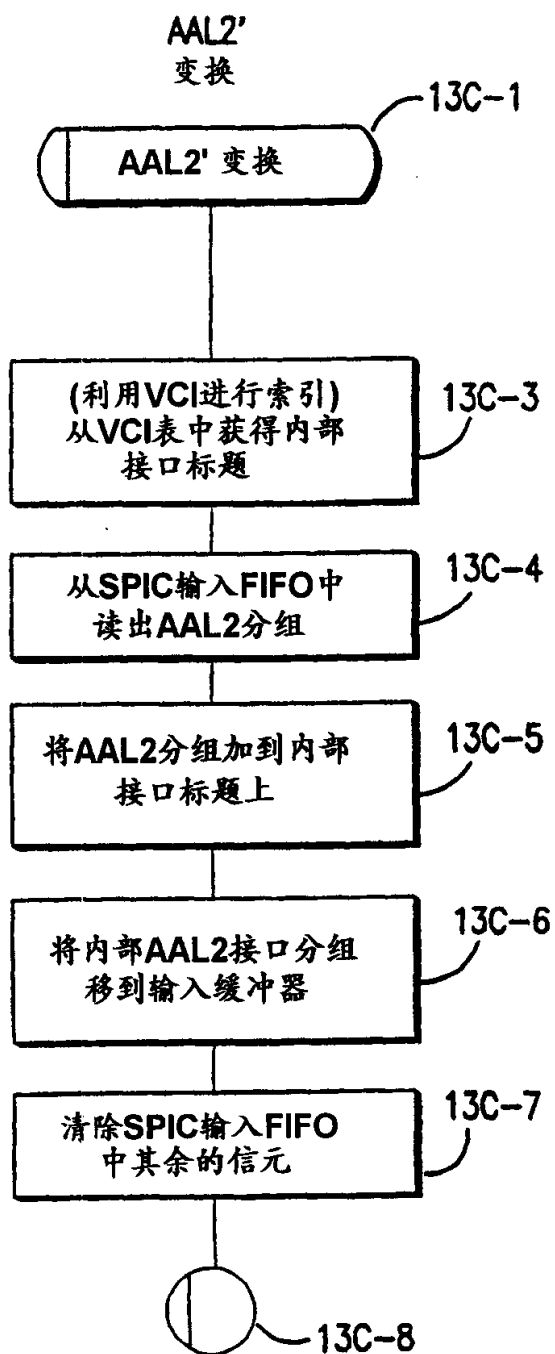 AAL2'
变换
13C-1
AAL2' 变换
(利用VCI进行索引)
从VCI表中获得内部
接口标题
13C-3
从SPIC输入FIFO中
读出AAL2分组
13C-4
将AAL2分组加到内部
接口标题上
13C-5
将内部AAL2接口分组
移到输入缓冲器
13C-6
清除SPIC输入FIFO
中其余的信元
13C-7
13C-8